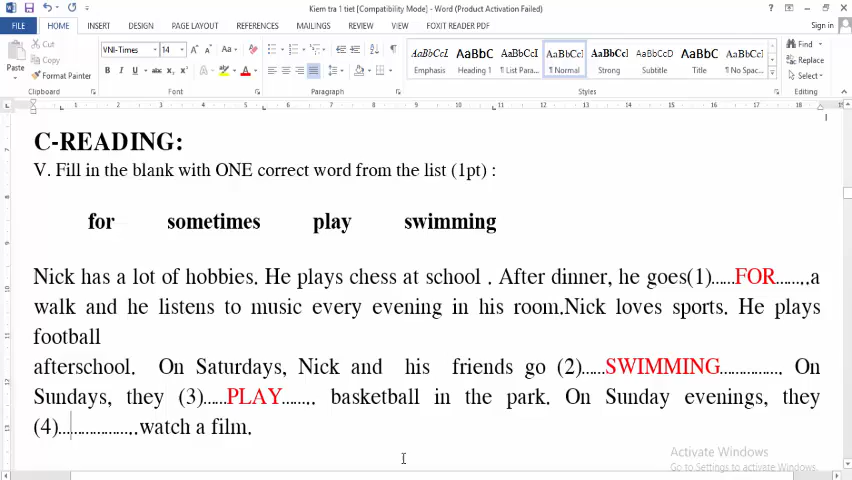 Kiem tra 1 tiet [Compatibility Mode] - Word (Product Activation Failed)
FILE HOME INSERT DESIGN PAGE LAYOUT REFERENCES MAILINGS REVIEW VIEW FOXIT READER PDF Sign in
Cut
Copy
Format Painter
Paste
Clipboard
VNI-Times 14
Font
Paragraph
AaBbCcI AaBbC AaBbCcI AaBbCcI AaBbCcl AaBbCcD AaBbC AaBbCcl
Emphasis Heading 1 ¶ List Para... ¶ Normal Strong Subtitle Title ¶ No Spac...
Styles
Find
Replace
Select
Editing
C-READING:
V. Fill in the blank with ONE correct word from the list (1pt) :
for sometimes play swimming
Nick has a lot of hobbies. He plays chess at school . After dinner, he goes(1)......FOR........a
walk and he listens to music every evening in his room.Nick loves sports. He plays
football
afterschool. On Saturdays, Nick and his friends go (2)......SWIMMING............... On
Sundays, they (3)......PLAY........ basketball in the park. On Sunday evenings, they
(4)....................watch a film.
Activate Windows
Go to Settings to activate Windows.